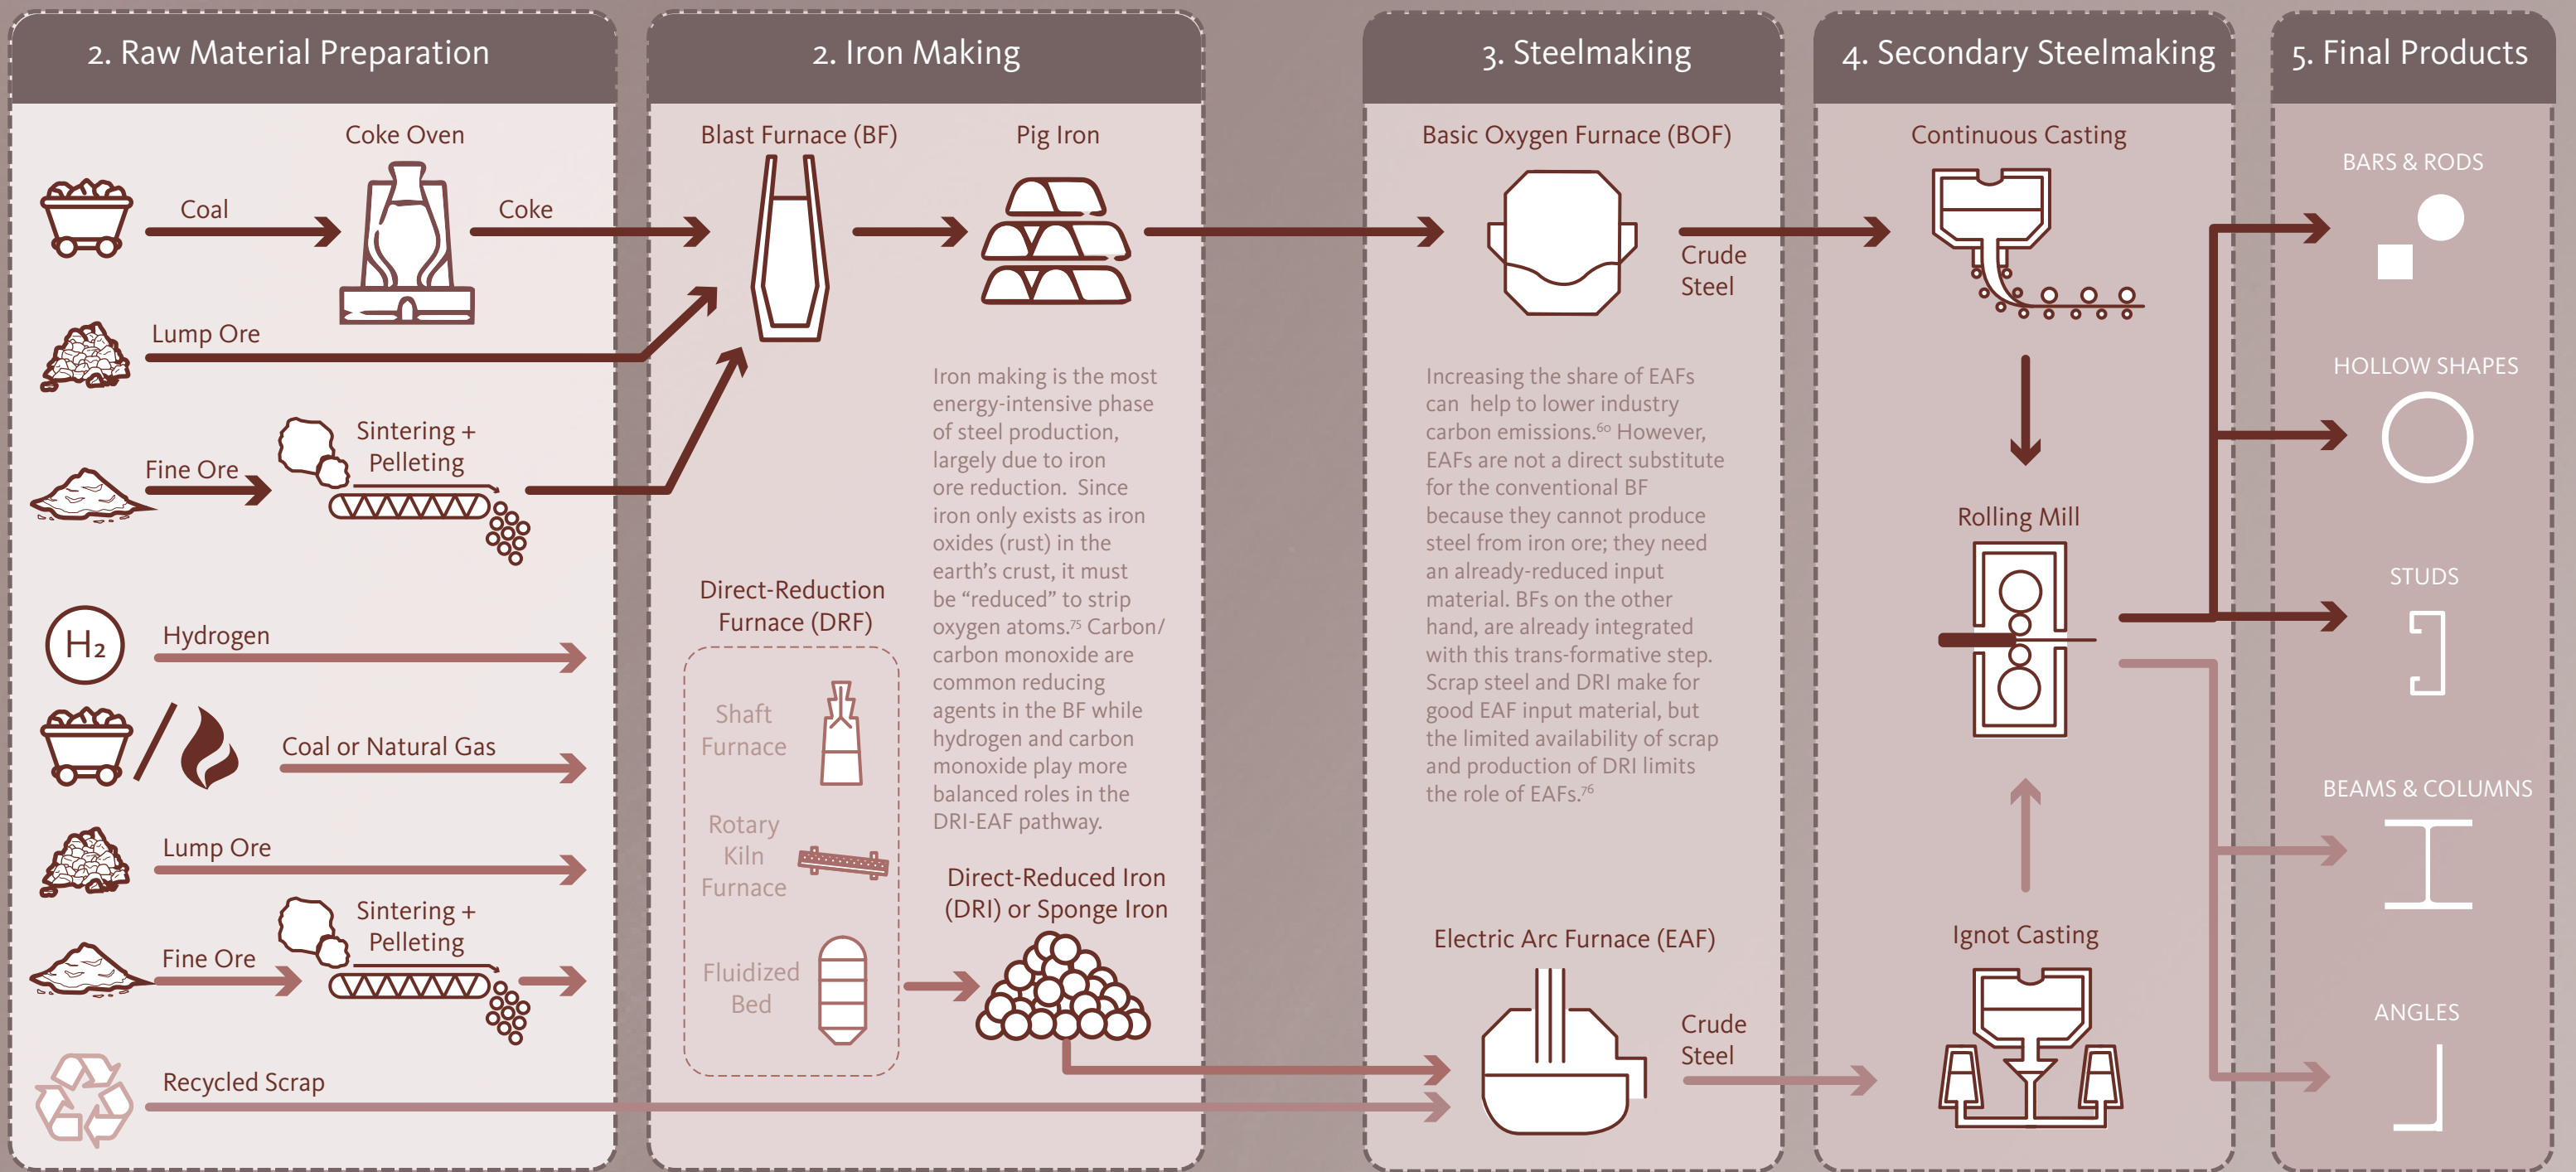 2. Raw Material Preparation
Coke Oven
Coal
Coke
Lump Ore
Sintering +
Pelleting
Fine Ore
H2
Hydrogen
Coal or Natural Gas
Lump Ore
Sintering +
Pelleting
Fine Ore
Recycled Scrap
2. Iron Making
Blast Furnace (BF)
Pig Iron
Iron making is the most
energy-intensive phase
of steel production,
largely due to iron
ore reduction.  Since
iron only exists as iron
oxides (rust) in the
earth’s crust, it must
be “reduced” to strip
oxygen atoms.75 Carbon/
carbon monoxide are
common reducing
agents in the BF while
hydrogen and carbon
monoxide play more
balanced roles in the
DRI-EAF pathway.
Direct-Reduction
Furnace (DRF)
Shaft
Furnace
Rotary
Kiln
Furnace
Fluidized
Bed
Direct-Reduced Iron
(DRI) or Sponge Iron
3. Steelmaking
Basic Oxygen Furnace (BOF)
Crude
Steel
Increasing the share of EAFs
can  help to lower industry
carbon emissions.60 However,
EAFs are not a direct substitute
for the conventional BF
because they cannot produce
steel from iron ore; they need
an already-reduced input
material. BFs on the other
hand, are already integrated
with this trans-formative step.
Scrap steel and DRI make for
good EAF input material, but
the limited availability of scrap
and production of DRI limits
the role of EAFs.76
Electric Arc Furnace (EAF)
Crude
Steel
4. Secondary Steelmaking
Continuous Casting
Rolling Mill
Ignot Casting
5. Final Products
BARS & RODS
HOLLOW SHAPES
STUDS
BEAMS & COLUMNS
ANGLES